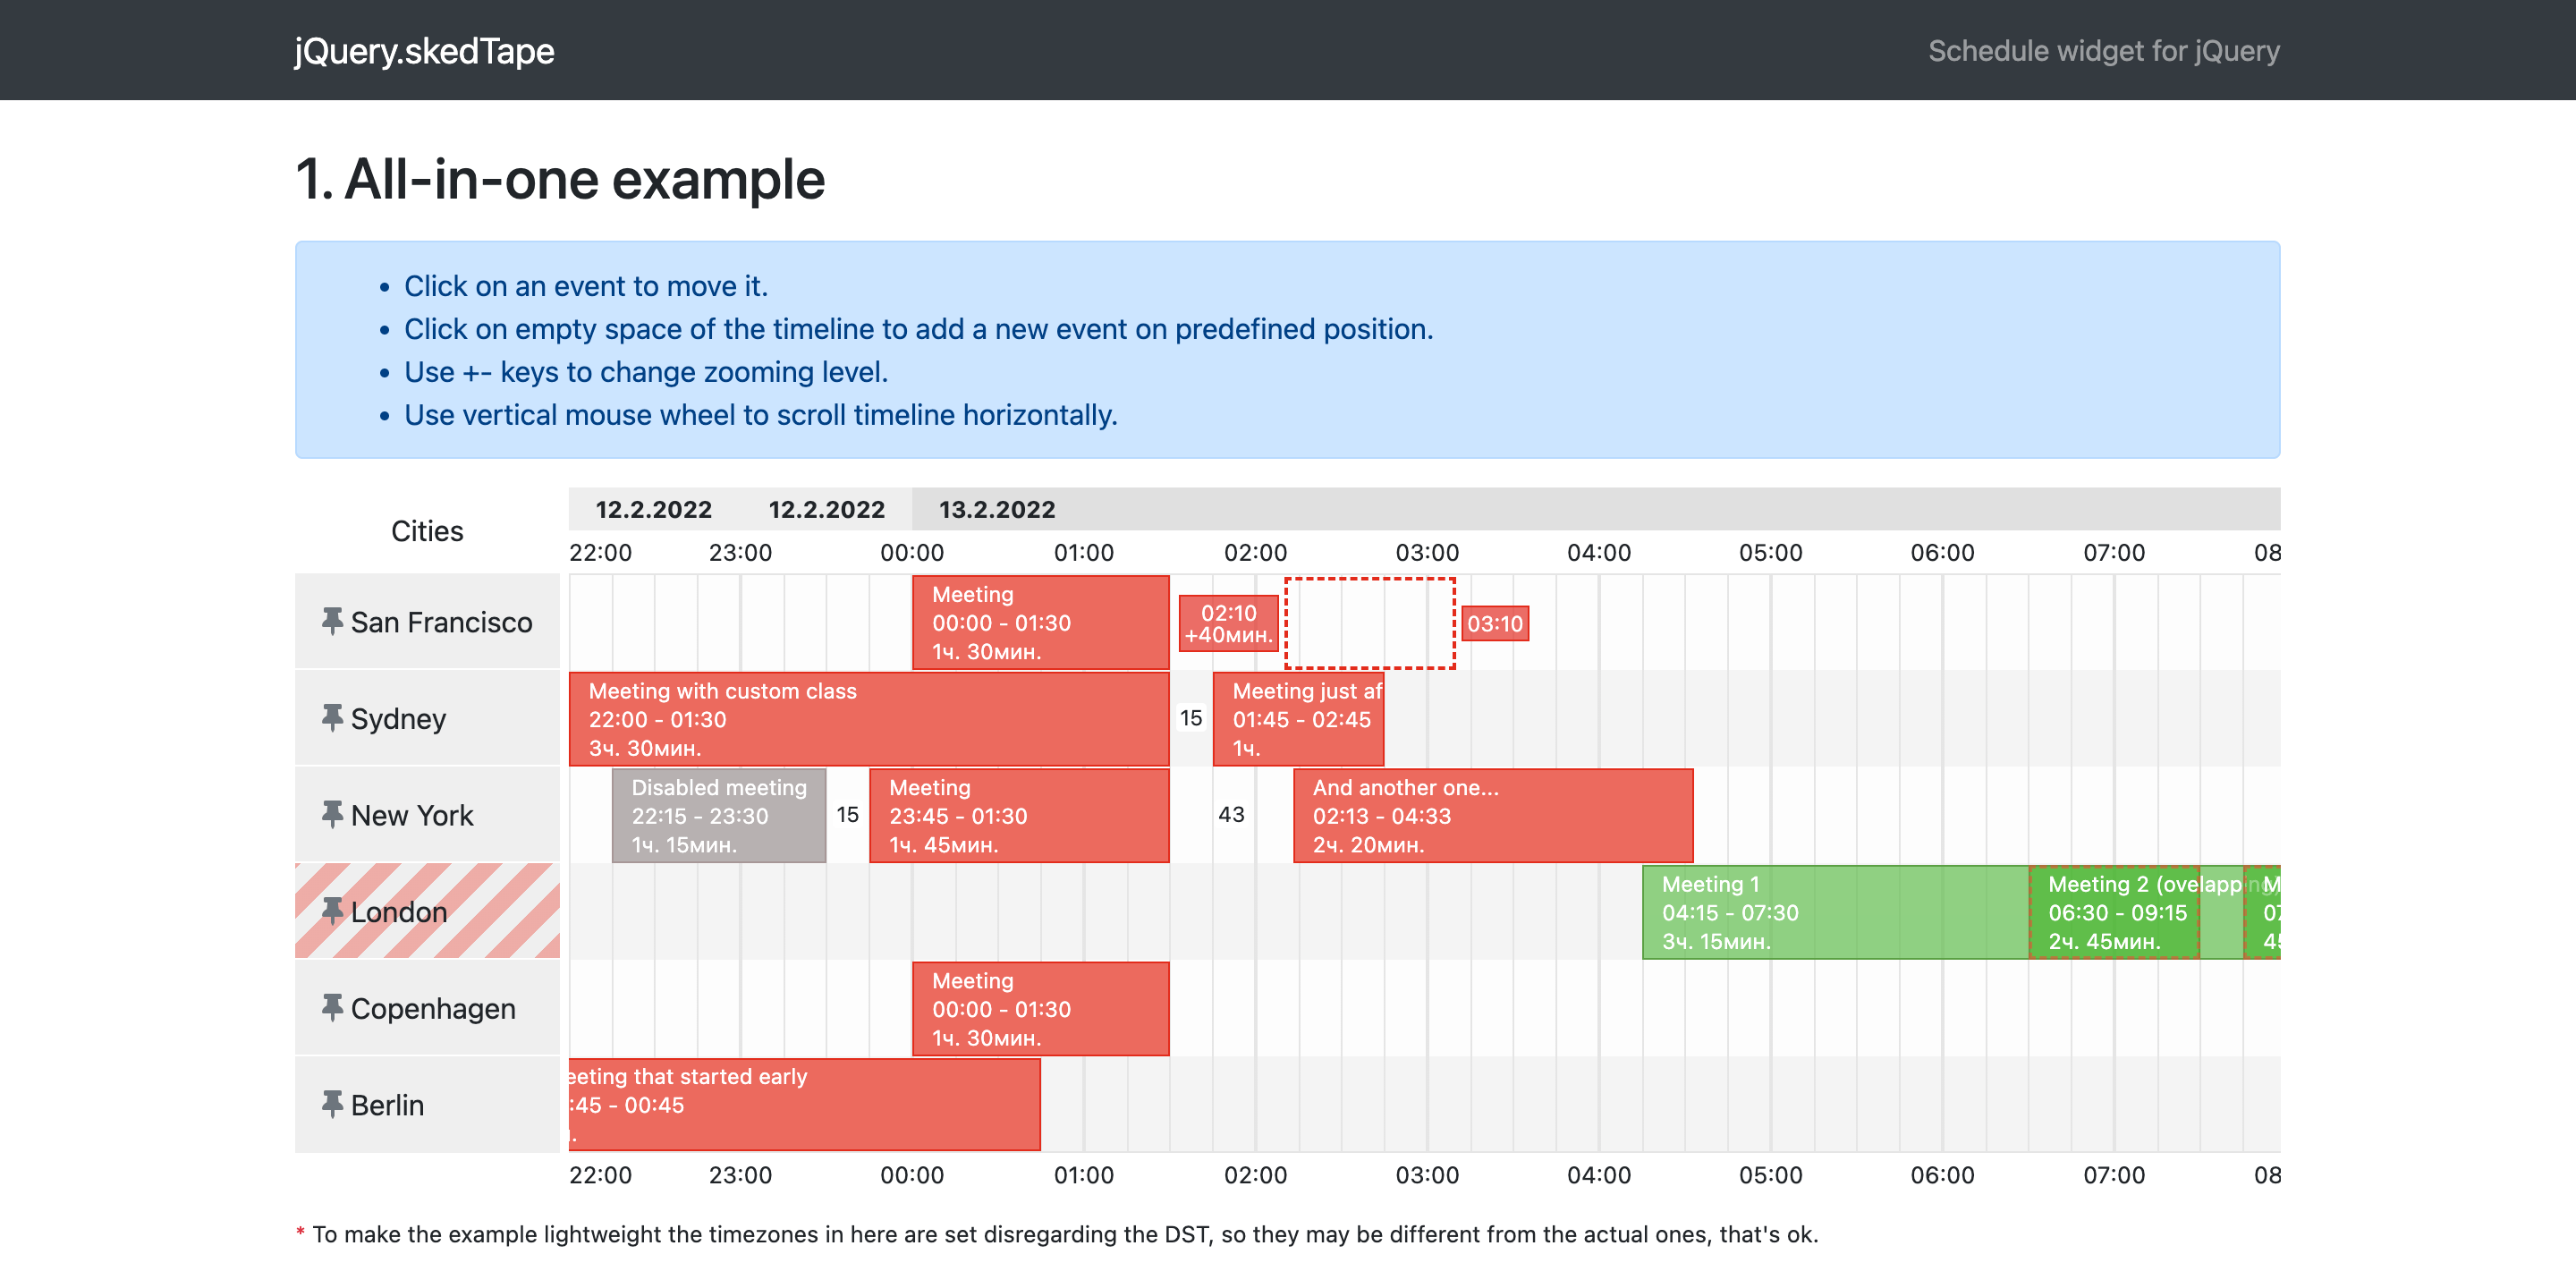 jQuery.skedTape
Schedule widget for jQuery
1. All-in-one example
• Click on an event to move it.
• Click on empty space of the timeline to add a new event on predefined position.
• Use +- keys to change zooming level.
• Use vertical mouse wheel to scroll timeline horizontally.
Cities
12.2.2022 12.2.2022 13.2.2022
22:00 23:00 00:00 01:00 02:00 03:00 04:00 05:00 06:00 07:00 08
San Francisco
Meeting
00:00 - 01:30
1ч. 30мин.
02:10
+40мин.
03:10
Sydney
Meeting with custom class
22:00 - 01:30
3ч. 30мин.
15
Meeting just af
01:45 - 02:45
1ч.
New York
Disabled meeting
22:15 - 23:30
1ч. 15мин.
15
Meeting
23:45 - 01:30
1ч. 45мин.
43
And another one...
02:13 - 04:33
2ч. 20мин.
London
Meeting 1
04:15 - 07:30
3ч. 15мин.
Meeting 2 (ovelapping
06:30 - 09:15
2ч. 45мин.
M
07
45
Copenhagen
Meeting
00:00 - 01:30
1ч. 30мин.
Berlin
eeting that started early
:45 - 00:45
22:00 23:00 00:00 01:00 02:00 03:00 04:00 05:00 06:00 07:00 08
* To make the example lightweight the timezones in here are set disregarding the DST, so they may be different from the actual ones, that's ok.